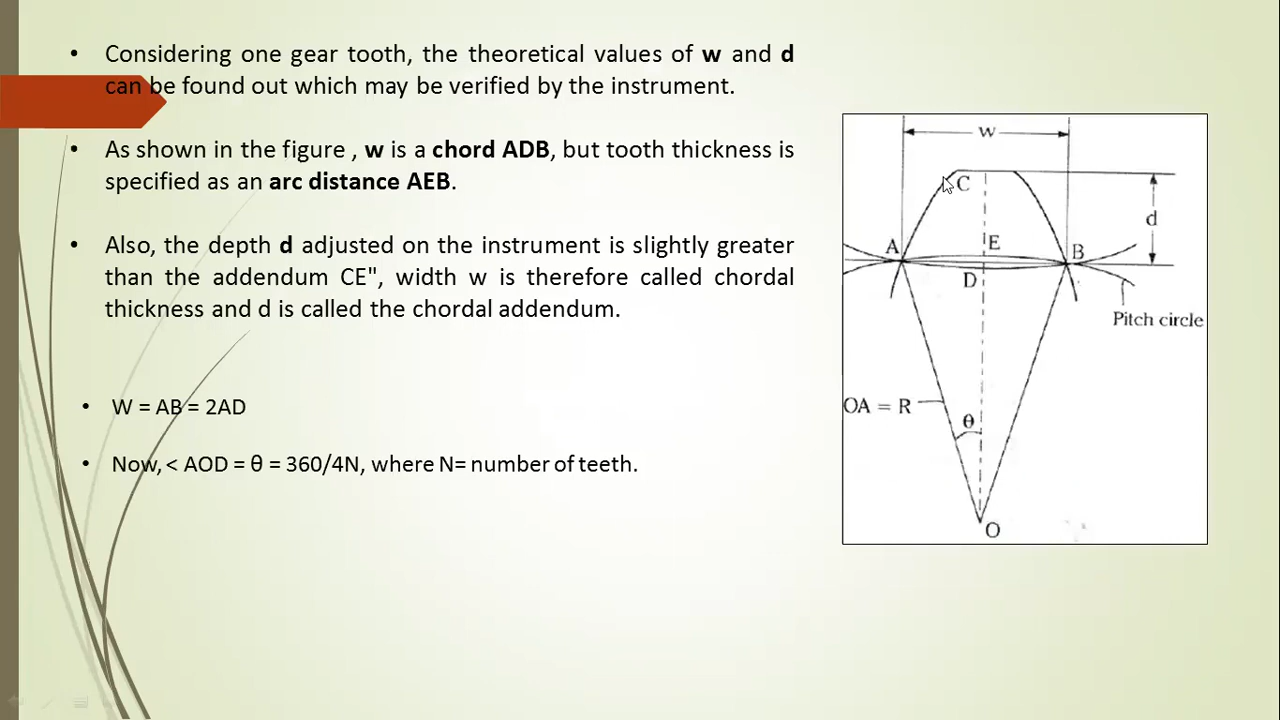 • Considering one gear tooth, the theoretical values of w and d
can be found out which may be verified by the instrument.
• As shown in the figure , w is a chord ADB, but tooth thickness is
specified as an arc distance AEB.
• Also, the depth d adjusted on the instrument is slightly greater
than the addendum CE", width w is therefore called chordal
thickness and d is called the chordal addendum.
• W = AB = 2AD
• Now, < AOD = θ = 360/4N, where N= number of teeth.
w
C
d
A
E
B
D
Pitch circle
OA = R
θ
O